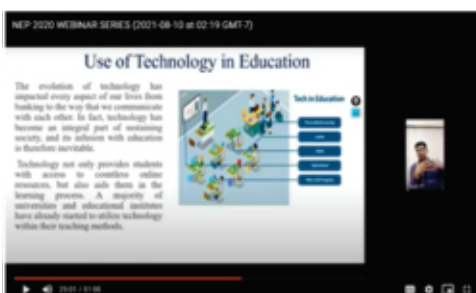 NEP 2020 WEBINAR SERIES (2021-08-10 at 02:19 GMT-7)
Use of Technology in Education
The evolution of technology has
impacted every aspect of our lives from
banking to the way that we communicate
with each other. In fact, technology has
become an integral part of sustaining
society, and its infusion with education
is therefore inevitable.
Technology not only provides students
with access to countless online
resources, but also aids them in the
learning process. A majority of
universities and educational institutes
have already started to utilize technology
within their teaching methods.
Tech in Education